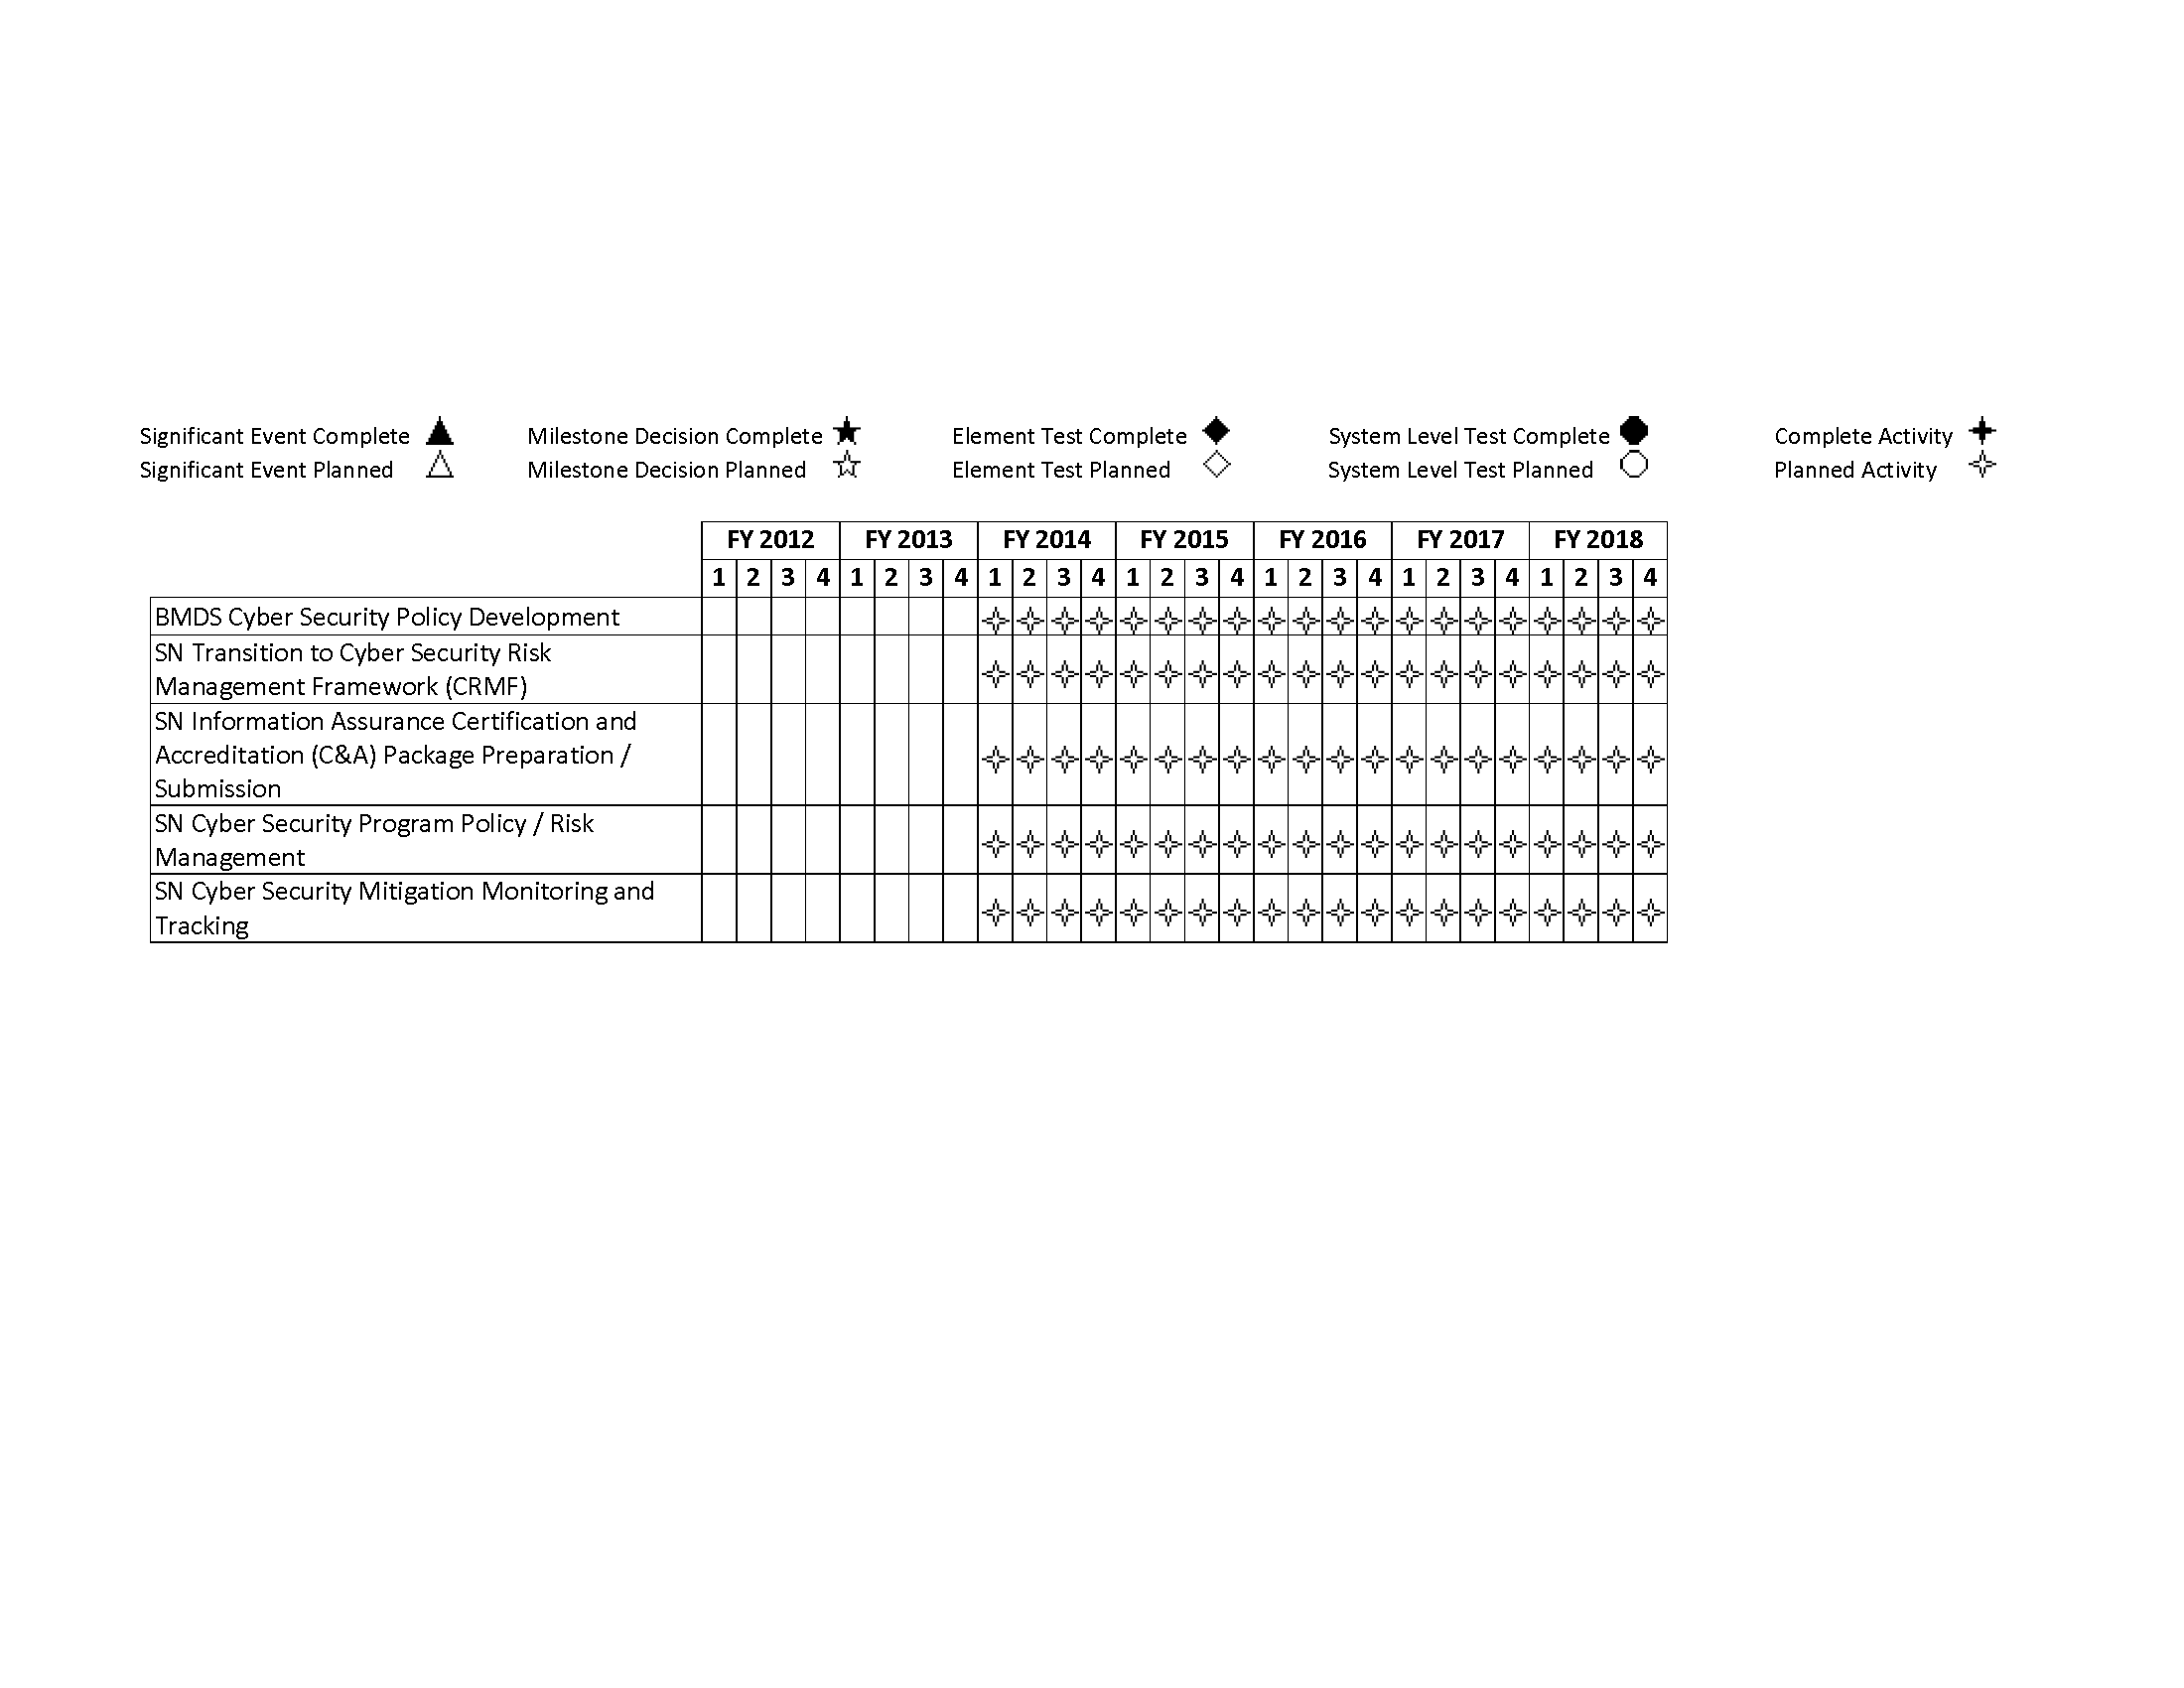 Significant Event Complete Milestone Decision Complete Element Test Complete System Level Test Complete Complete Activity
Significant Event Planned Milestone Decision Planned Element Test Planned System Level Test Planned Planned Activity
FY 2012 FY 2013 FY 2014 FY 2015 FY 2016 FY 2017 FY 2018
1 2 3 4 1 2 3 4 1 2 3 4 1 2 3 4 1 2 3 4 1 2 3 4 1 2 3 4
BMDS Cyber Security Policy Development
SN Transition to Cyber Security Risk
Management Framework (CRMF)
SN Information Assurance Certification and
Accreditation (C&A) Package Preparation /
Submission
SN Cyber Security Program Policy / Risk
Management
SN Cyber Security Mitigation Monitoring and
Tracking